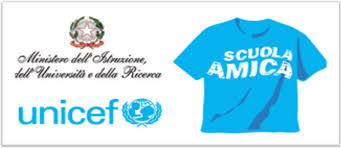 Ministero dell'Istruzione,
dell'Università e della Ricerca
unicef
SCUOLA
AMICA